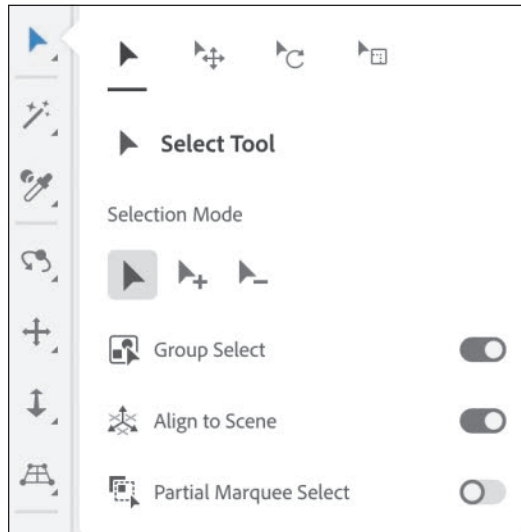 Select Tool
Selection Mode
Group Select
Align to Scene
Partial Marquee Select